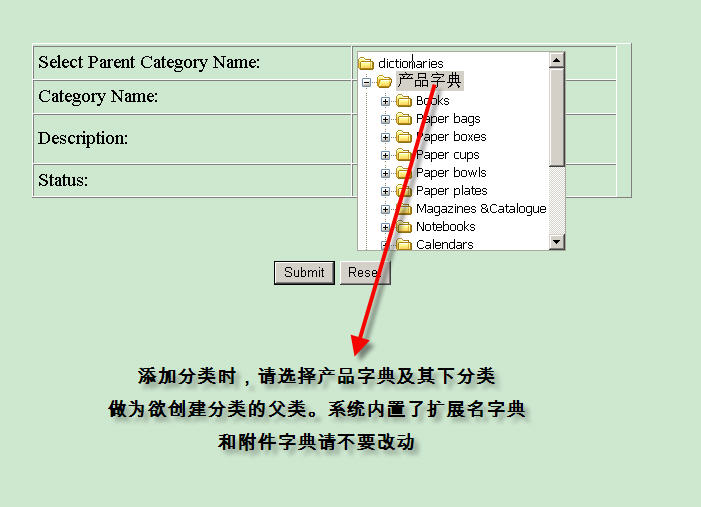 Select Parent Category Name:
dictionaries
产品字典
Category Name:
Books
Paper bags
Description:
Paper boxes
Paper cups
Paper bowls
Status:
Paper plates
Magazines &Catalogue
Notebooks
Calendars
Submit
Reset
添加分类时，请选择产品字典及其下分类
做为欲创建分类的父类。系统内置了扩展名字典
和附件字典请不要改动